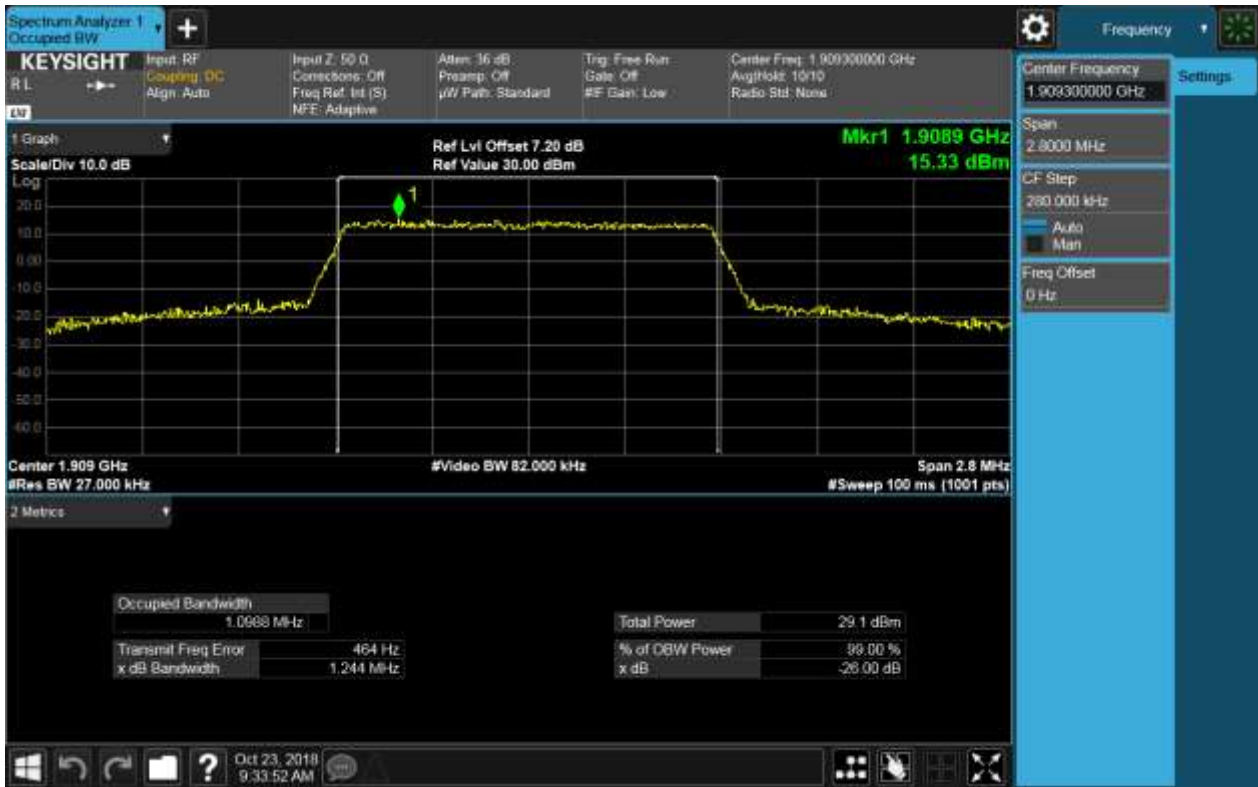 Spectrum Analyzer 1
Occupied BW
Frequency
KEYSIGHT
R L
Input: RF
Coupling: DC
Align: Auto
Input Z: 50 Ω
Corrections: Off
Freq Ref: Int (S)
NFE: Adaptive
Atten: 36 dB
Preamp: Off
µW Path: Standard
Trig: Free Run
Gate: Off
#IF Gain: Low
Center Freq: 1.909300000 GHz
Avg|Hold: 10/10
Radio Std: None
Center Frequency
1.909300000 GHz
Settings
Span
2.8000 MHz
CF Step
280.000 kHz
Auto
Man
Freq Offset
0 Hz
1 Graph
Scale/Div 10.0 dB
Ref Lvl Offset 7.20 dB
Ref Value 30.00 dBm
Mkr1 1.9089 GHz
15.33 dBm
Log
20.0
10.0
0.00
-10.0
-20.0
-30.0
-40.0
-50.0
-60.0
1
Center 1.909 GHz
#Res BW 27.000 kHz
#Video BW 82.000 kHz
Span 2.8 MHz
#Sweep 100 ms (1001 pts)
2 Metrics
Occupied Bandwidth
1.0968 MHz
Transmit Freq Error 464 Hz
x dB Bandwidth 1.244 MHz
Total Power 29.1 dBm
% of OBW Power 99.00 %
x dB -26.00 dB
Oct 23, 2018
9:33:52 AM